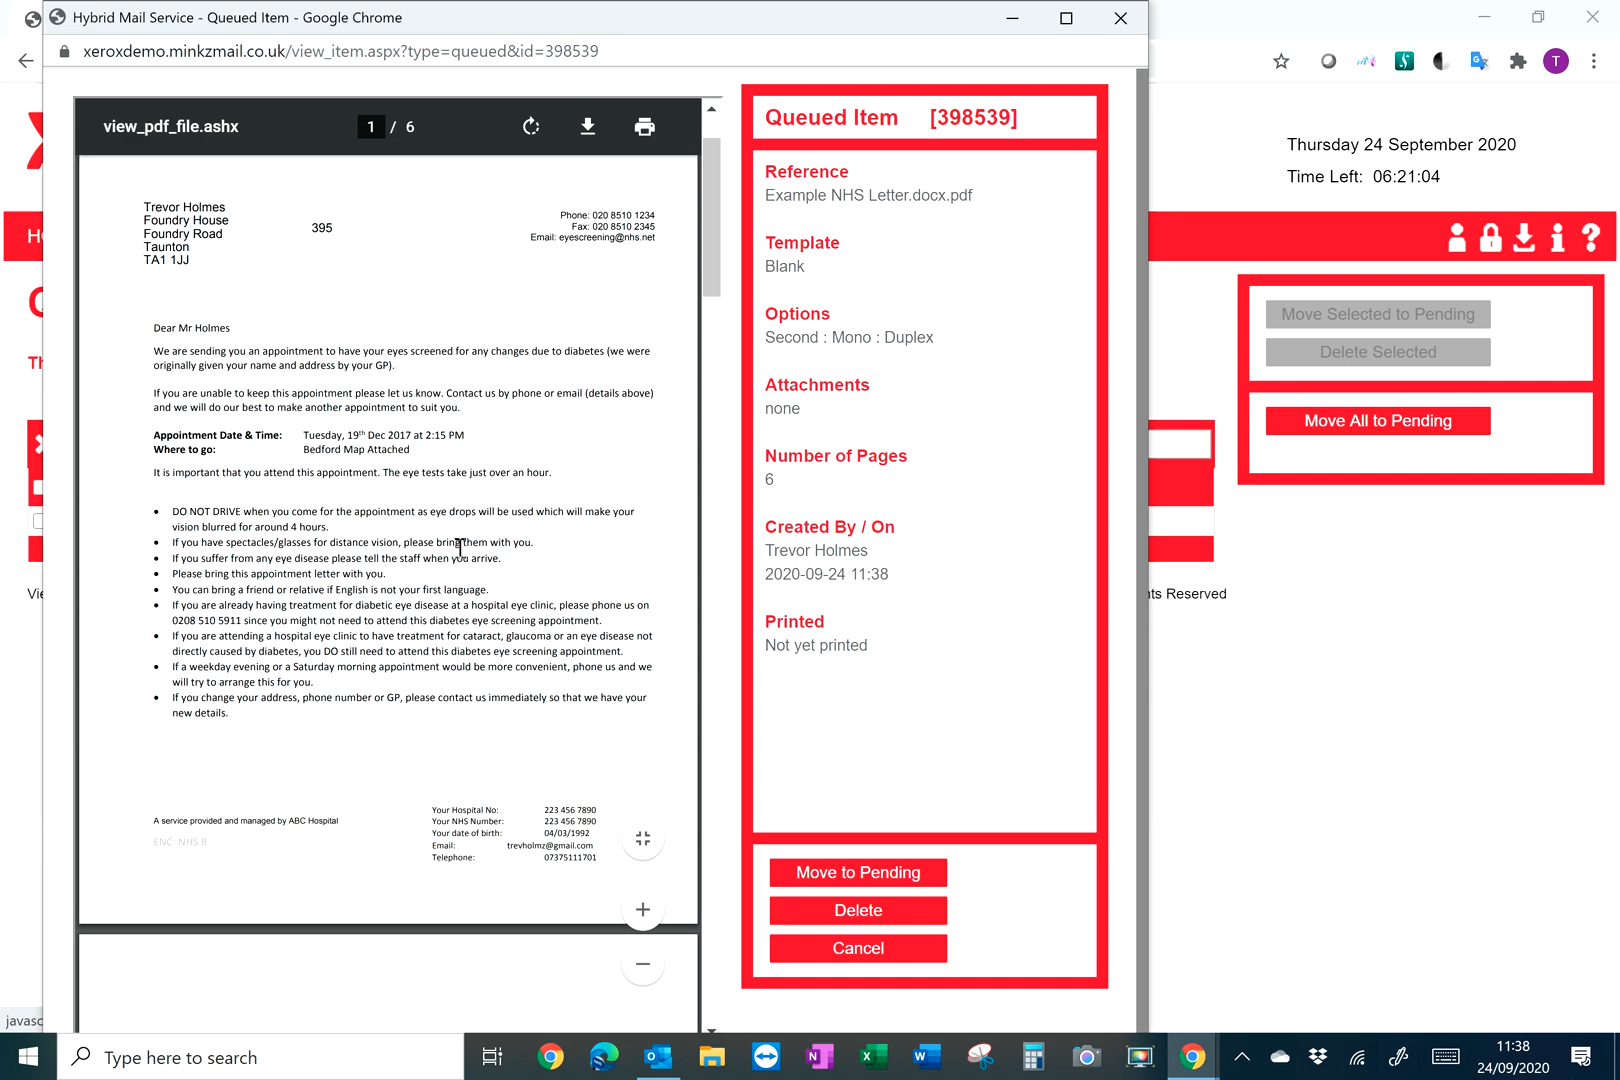 Hybrid Mail Service - Queued Item - Google Chrome
xeroxdemo.minkzmail.co.uk/view_item.aspx?type=queued&id=398539
view_pdf_file.ashx
1 / 6
Trevor Holmes
Foundry House
Foundry Road
Taunton
TA1 1JJ
395
Phone: 020 8510 1234
Fax: 020 8510 2345
Email: eyescreening@nhs.net
Dear Mr Holmes
We are sending you an appointment to have your eyes screened for any changes due to diabetes (we were
originally given your name and address by your GP).
If you are unable to keep this appointment please let us know. Contact us by phone or email (details above)
and we will do our best to make another appointment to suit you.
Appointment Date & Time: Tuesday, 19th Dec 2017 at 2:15 PM
Where to go: Bedford Map Attached
It is important that you attend this appointment. The eye tests take just over an hour.
• DO NOT DRIVE when you come for the appointment as eye drops will be used which will make your
vision blurred for around 4 hours.
• If you have spectacles/glasses for distance vision, please bring them with you.
• If you suffer from any eye disease please tell the staff when you arrive.
• Please bring this appointment letter with you.
• You can bring a friend or relative if English is not your first language.
• If you are already having treatment for diabetic eye disease at a hospital eye clinic, please phone us on
0208 510 5911 since you might not need to attend this diabetes eye screening appointment.
• If you are attending a hospital eye clinic to have treatment for cataract, glaucoma or an eye disease not
directly caused by diabetes, you DO still need to attend this diabetes eye screening appointment.
• If a weekday evening or a Saturday morning appointment would be more convenient, phone us and we
will try to arrange this for you.
• If you change your address, phone number or GP, please contact us immediately so that we have your
new details.
A service provided and managed by ABC Hospital
ENC: NHS B
Your Hospital No: 223 456 7890
Your NHS Number: 223 456 7890
Your date of birth: 04/03/1992
Email: trevholmz@gmail.com
Telephone: 07375111701
Queued Item [398539]
Reference
Example NHS Letter.docx.pdf
Template
Blank
Options
Second : Mono : Duplex
Attachments
none
Number of Pages
6
Created By / On
Trevor Holmes
2020-09-24 11:38
Printed
Not yet printed
Move to Pending
Delete
Cancel
T
Thursday 24 September 2020
Time Left: 06:21:04
Move Selected to Pending
Delete Selected
Move All to Pending
nts Reserved
javasc
Type here to search
11:38
24/09/2020